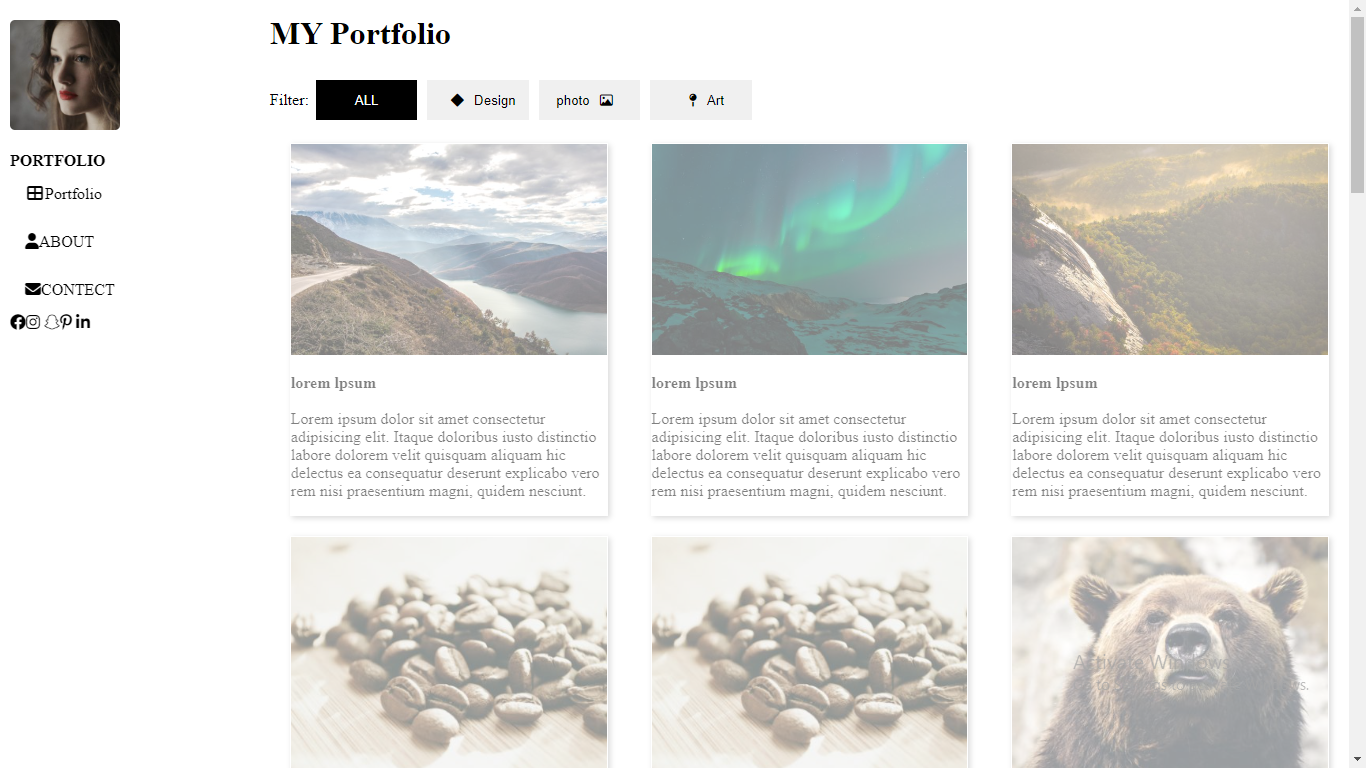 MY Portfolio
Filter: ALL Design photo Art
PORTFOLIO
Portfolio
ABOUT
CONTECT
lorem lpsum
Lorem ipsum dolor sit amet consectetur
adipisicing elit. Itaque doloribus iusto distinctio
labore dolorem velit quisquam aliquam hic
delectus ea consequatur deserunt explicabo vero
rem nisi praesentium magni, quidem nesciunt.
lorem lpsum
Lorem ipsum dolor sit amet consectetur
adipisicing elit. Itaque doloribus iusto distinctio
labore dolorem velit quisquam aliquam hic
delectus ea consequatur deserunt explicabo vero
rem nisi praesentium magni, quidem nesciunt.
lorem lpsum
Lorem ipsum dolor sit amet consectetur
adipisicing elit. Itaque doloribus iusto distinctio
labore dolorem velit quisquam aliquam hic
delectus ea consequatur deserunt explicabo vero
rem nisi praesentium magni, quidem nesciunt.
Activate Windows